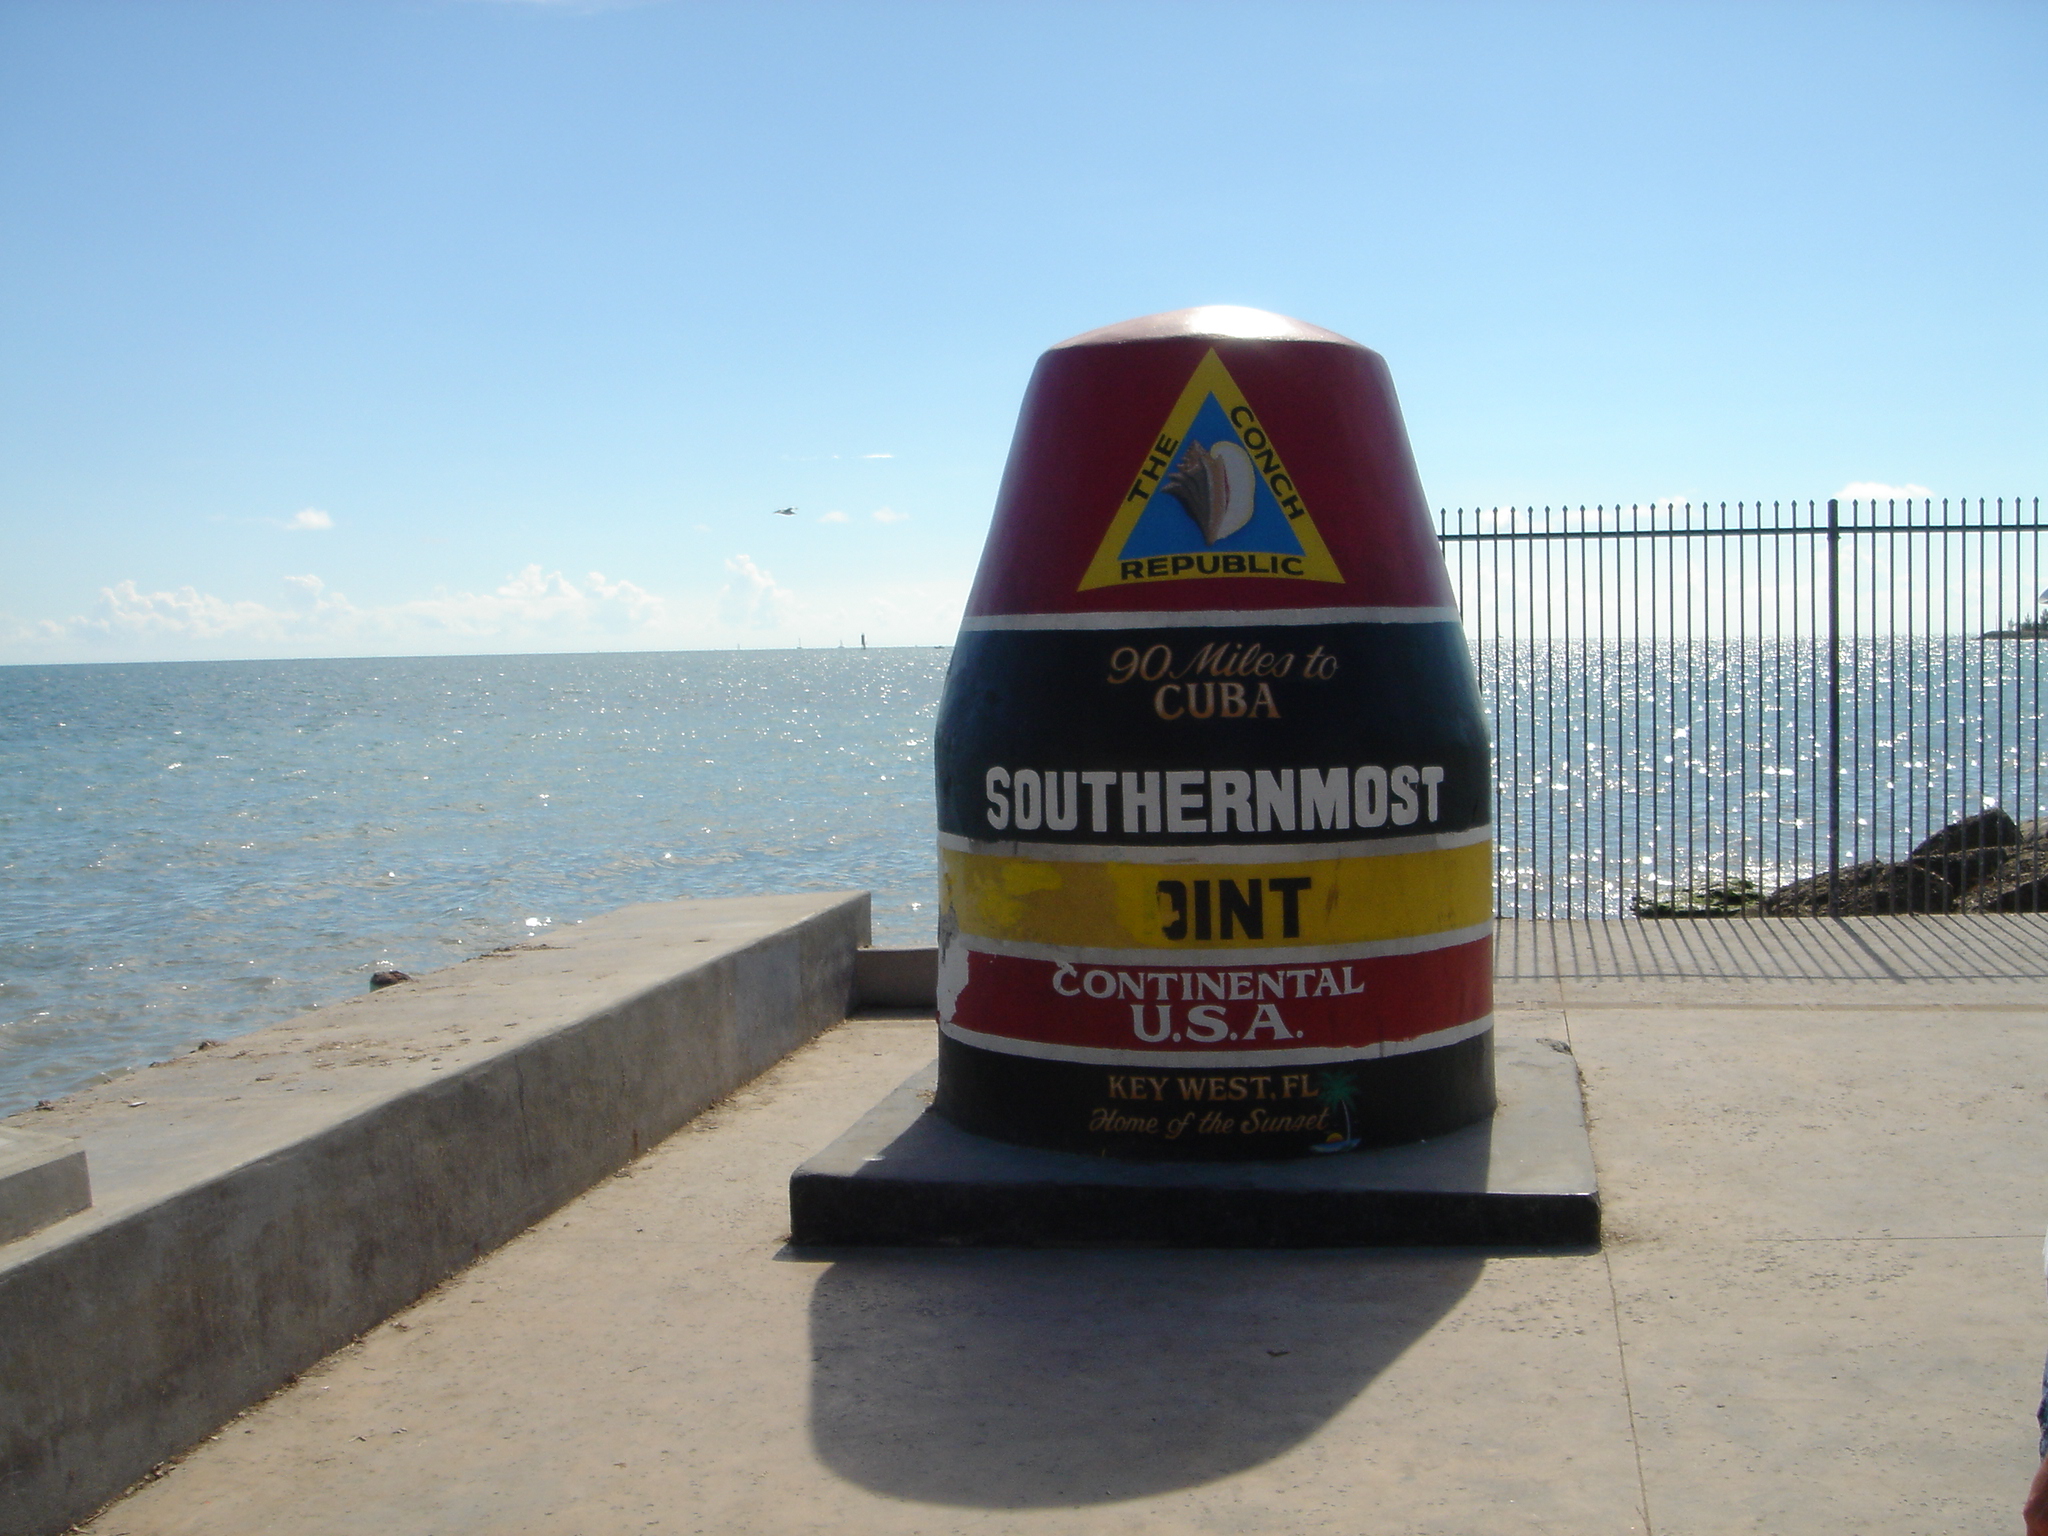 THE CONCH
REPUBLIC
90 Miles to
CUBA
SOUTHERNMOST
OINT
CONTINENTAL
U.S.A.
KEY WEST, FL
Home of the Sunset